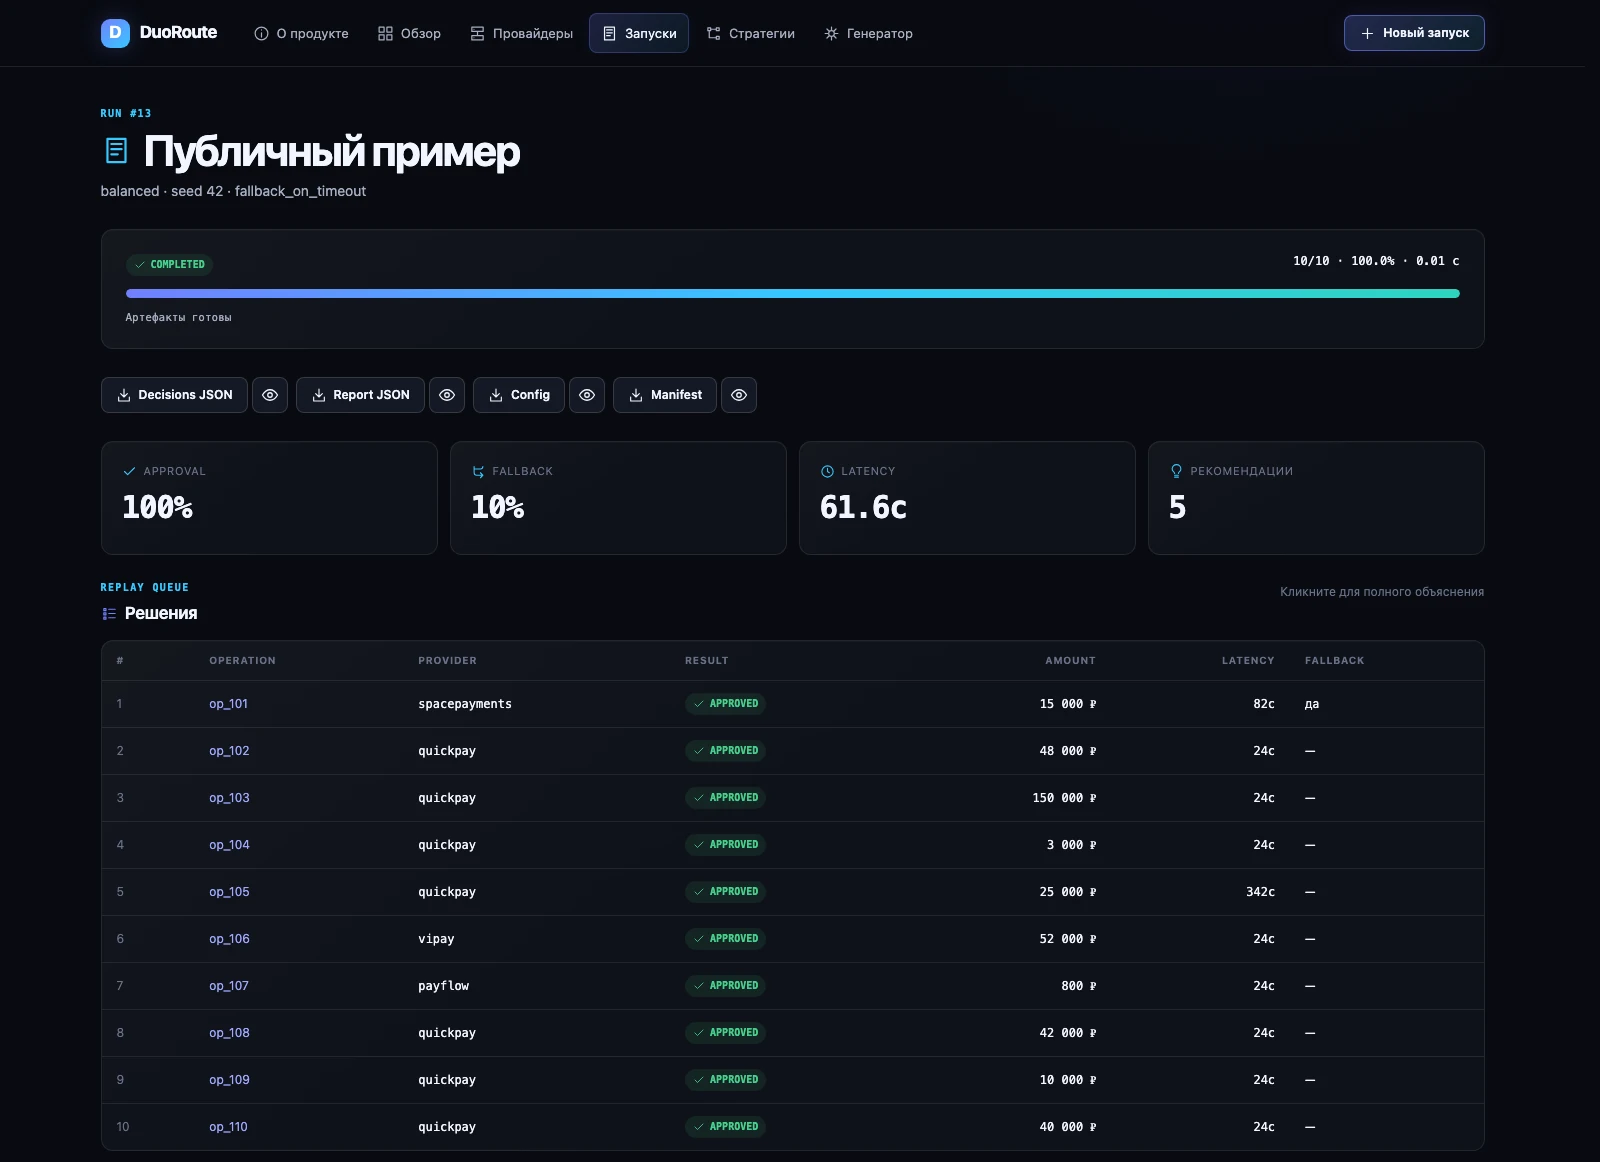 D DuoRoute О продукте Обзор Провайдеры Запуски Стратегии Генератор Новый запуск
RUN #13
Публичный пример
balanced · seed 42 · fallback_on_timeout
COMPLETED 10/10 · 100.0% · 0.01 с
Артефакты готовы
Decisions JSON Report JSON Config Manifest
APPROVAL FALLBACK LATENCY РЕКОМЕНДАЦИИ
100% 10% 61.6с 5
REPLAY QUEUE
Решения Кликните для полного объяснения
# OPERATION PROVIDER RESULT AMOUNT LATENCY FALLBACK
1 op_101 spacepayments APPROVED 15 000 ₽ 82с да
2 op_102 quickpay APPROVED 48 000 ₽ 24с —
3 op_103 quickpay APPROVED 150 000 ₽ 24с —
4 op_104 quickpay APPROVED 3 000 ₽ 24с —
5 op_105 quickpay APPROVED 25 000 ₽ 342с —
6 op_106 vipay APPROVED 52 000 ₽ 24с —
7 op_107 payflow APPROVED 800 ₽ 24с —
8 op_108 quickpay APPROVED 42 000 ₽ 24с —
9 op_109 quickpay APPROVED 10 000 ₽ 24с —
10 op_110 quickpay APPROVED 40 000 ₽ 24с —